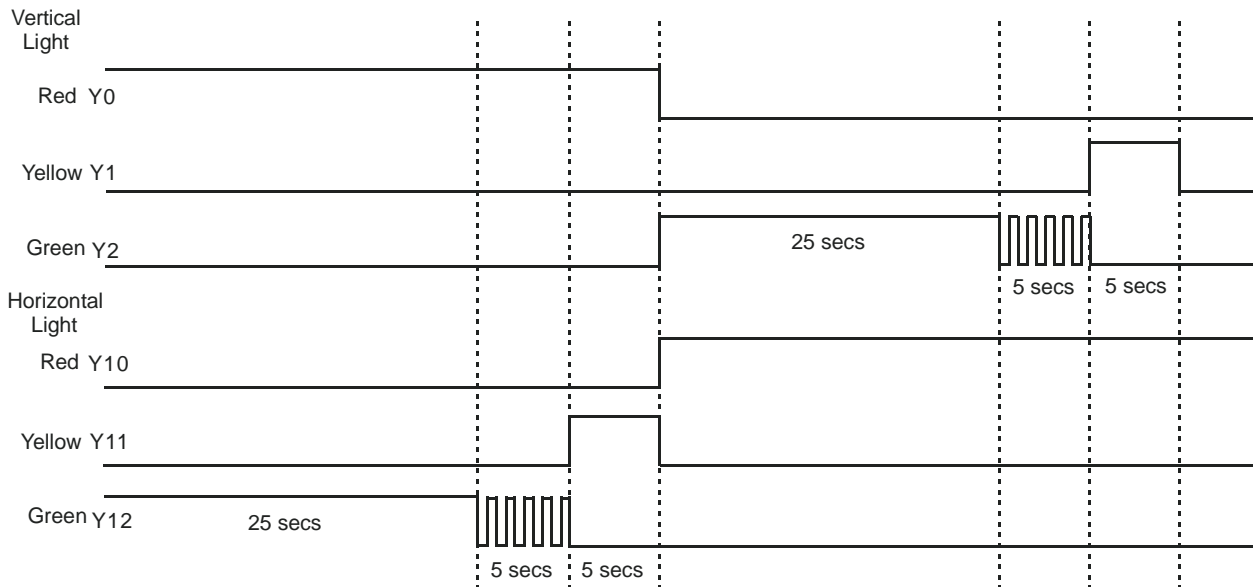 Vertical
Light
Red Y0
Yellow Y1
Green Y2
25 secs
5 secs 5 secs
Horizontal
Light
Red Y10
Yellow Y11
Green Y12
25 secs
5 secs 5 secs